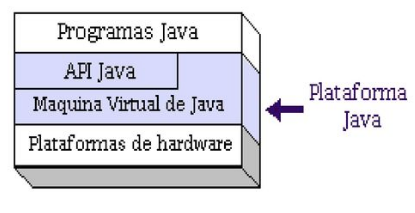 Programas Java
API Java
Maquina Virtual de Java
Plataformas de hardware
Plataforma
Java